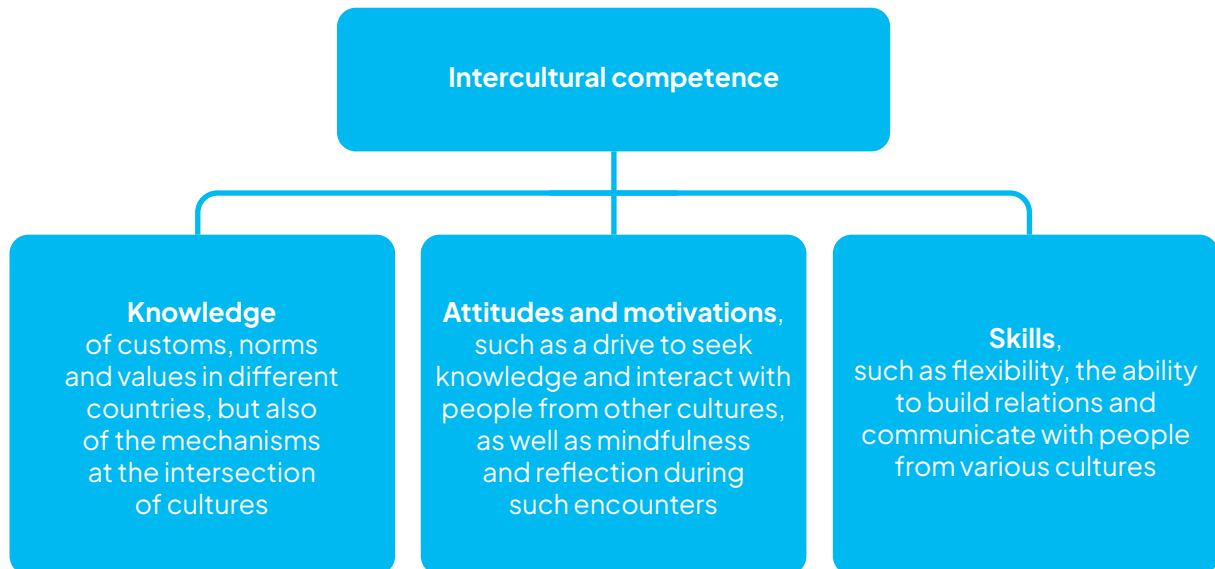 Intercultural competence
Knowledge
of customs, norms
and values in different
countries, but also
of the mechanisms
at the intersection
of cultures
Attitudes and motivations,
such as a drive to seek
knowledge and interact with
people from other cultures,
as well as mindfulness
and reflection during
such encounters
Skills,
such as flexibility, the ability
to build relations and
communicate with people
from various cultures